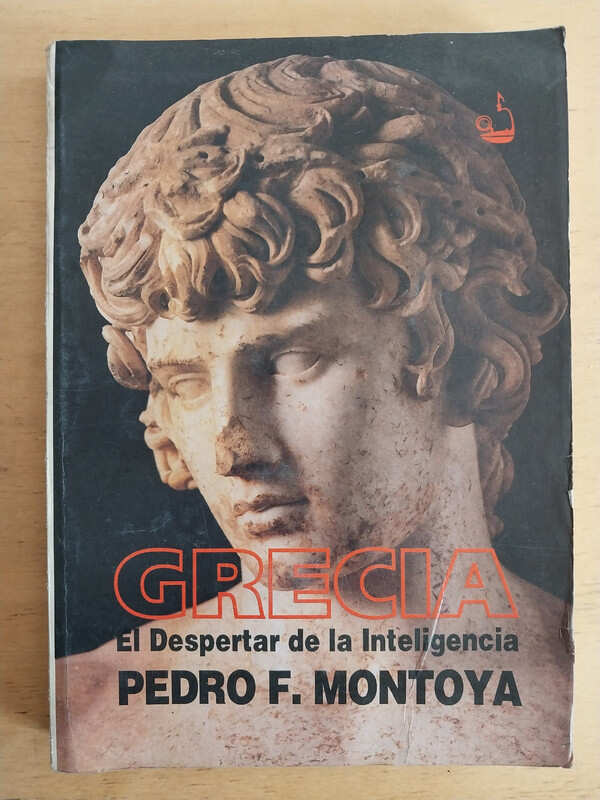 GRECIA
El Despertar de la Inteligencia
PEDRO F. MONTOYA